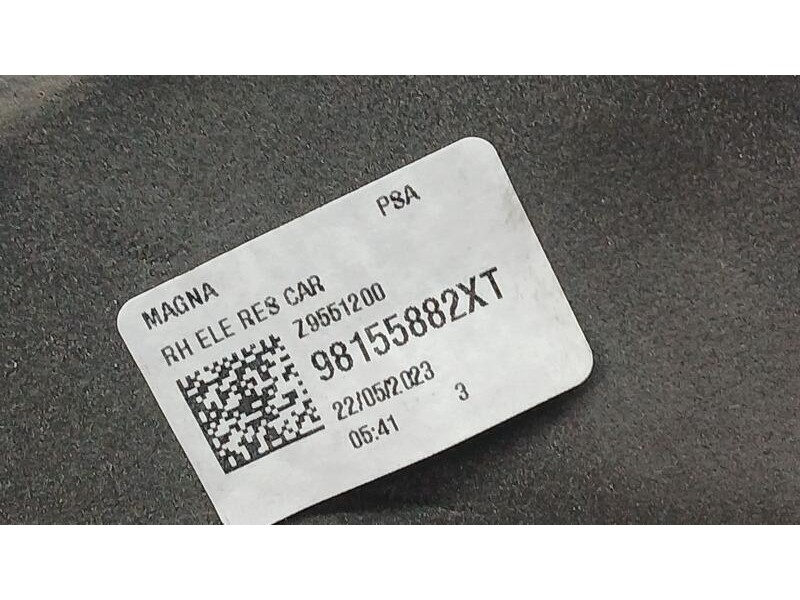 PSA
MAGNA
RH ELE RES CAR
Z9551200
98155882XT
22/05/2023
05:41 3